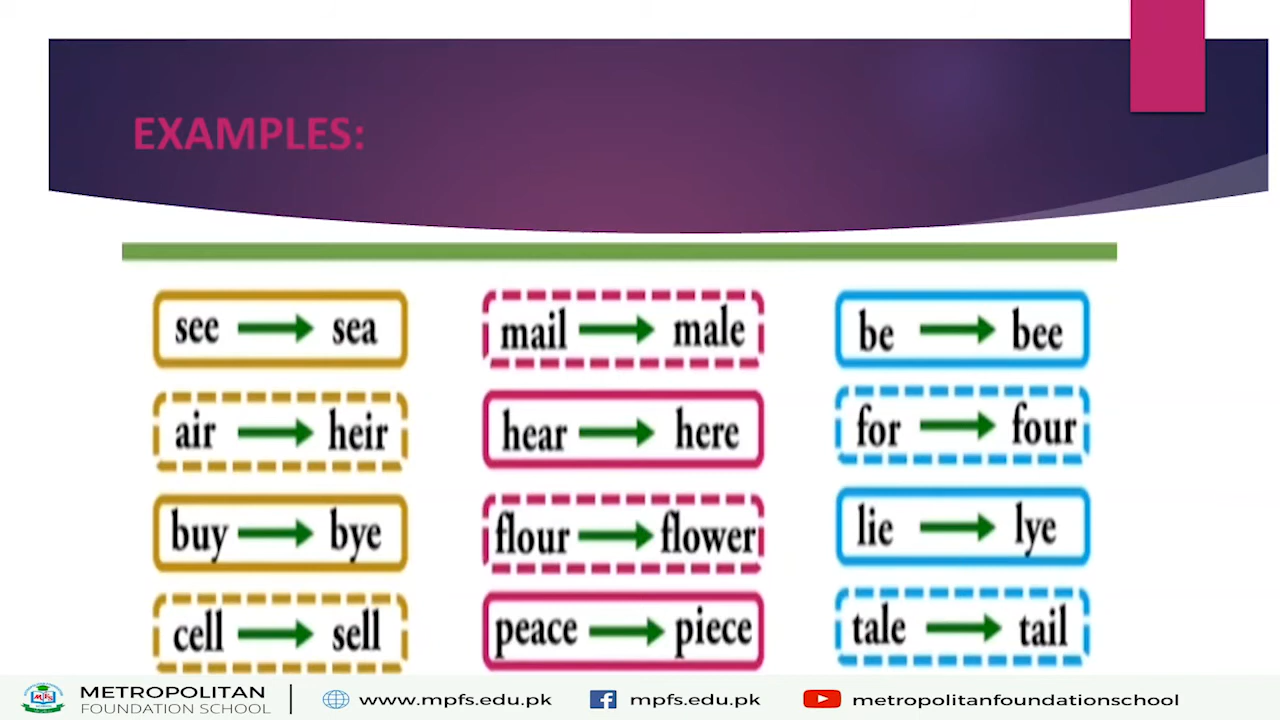 EXAMPLES:
see → sea
mail → male
be → bee
air → heir
hear → here
for → four
buy → bye
flour → flower
lie → lye
cell → sell
peace → piece
tale → tail
METROPOLITAN
FOUNDATION SCHOOL
www.mpfs.edu.pk
mpfs.edu.pk
metropolitanfoundationschool